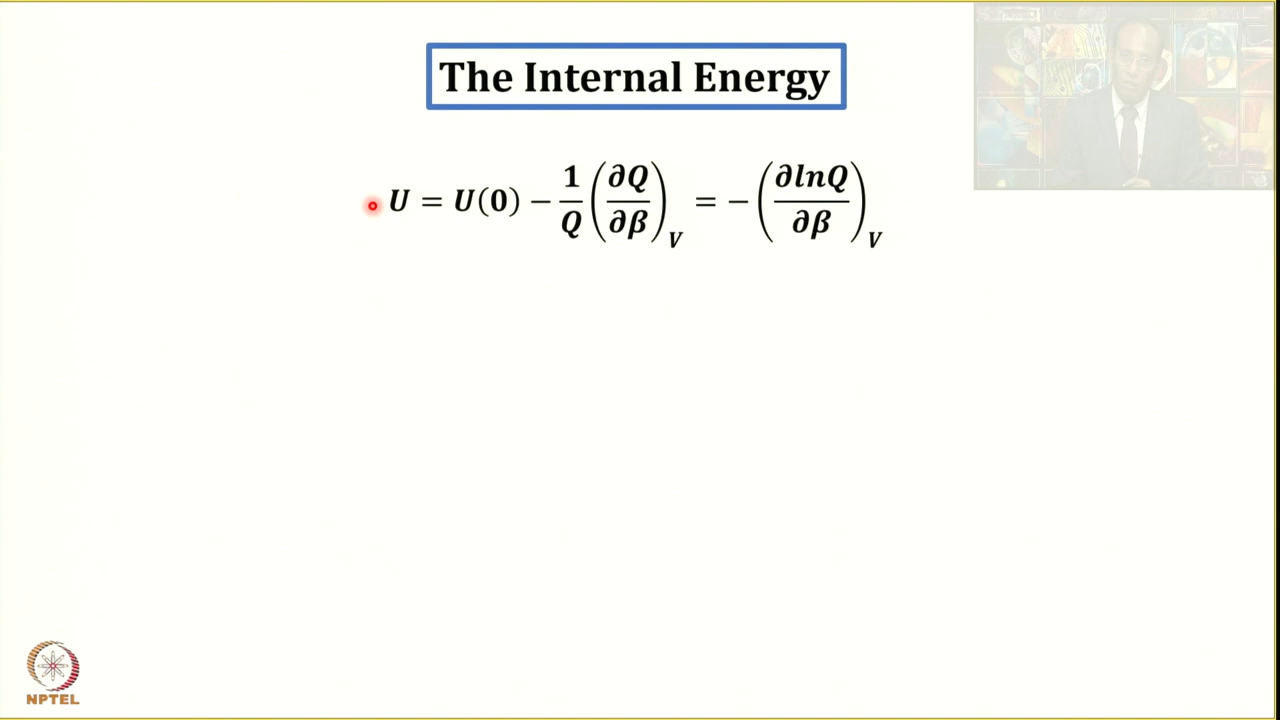 The Internal Energy
U = U(0) − 1/Q (∂Q/∂β)_V = − (∂lnQ/∂β)_V
NPTEL